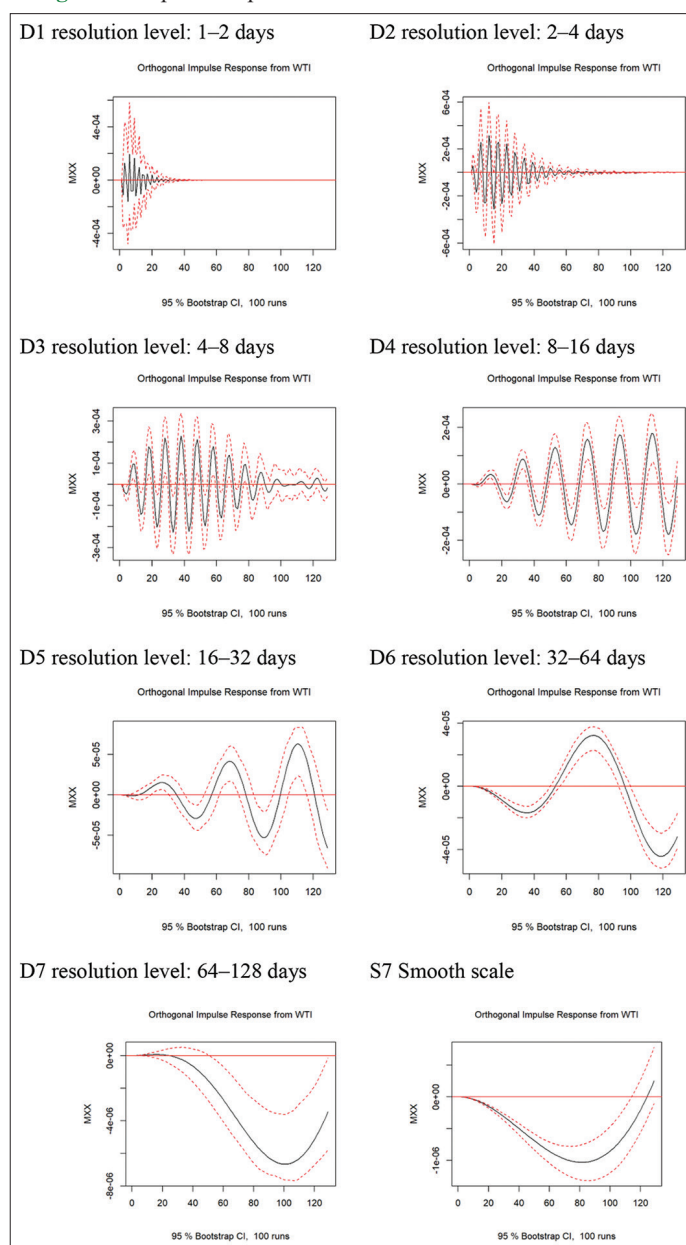 D1 resolution level: 1–2 days
Orthogonal Impulse Response from WTI
MXX
4e-04
0e+00
-4e-04
0 20 40 60 80 100 120
95 % Bootstrap CI, 100 runs
D2 resolution level: 2–4 days
Orthogonal Impulse Response from WTI
MXX
6e-04
2e-04
-2e-04
-6e-04
0 20 40 60 80 100 120
95 % Bootstrap CI, 100 runs
D3 resolution level: 4–8 days
Orthogonal Impulse Response from WTI
MXX
3e-04
1e-04
-1e-04
-3e-04
0 20 40 60 80 100 120
95 % Bootstrap CI, 100 runs
D4 resolution level: 8–16 days
Orthogonal Impulse Response from WTI
MXX
2e-04
0e+00
-2e-04
0 20 40 60 80 100 120
95 % Bootstrap CI, 100 runs
D5 resolution level: 16–32 days
Orthogonal Impulse Response from WTI
MXX
5e-05
0e+00
-5e-05
0 20 40 60 80 100 120
95 % Bootstrap CI, 100 runs
D6 resolution level: 32–64 days
Orthogonal Impulse Response from WTI
MXX
4e-05
0e+00
-4e-05
0 20 40 60 80 100 120
95 % Bootstrap CI, 100 runs
D7 resolution level: 64–128 days
Orthogonal Impulse Response from WTI
MXX
0e+00
-4e-06
-8e-06
0 20 40 60 80 100 120
95 % Bootstrap CI, 100 runs
S7 Smooth scale
Orthogonal Impulse Response from WTI
MXX
0e+00
-1e-06
0 20 40 60 80 100 120
95 % Bootstrap CI, 100 runs